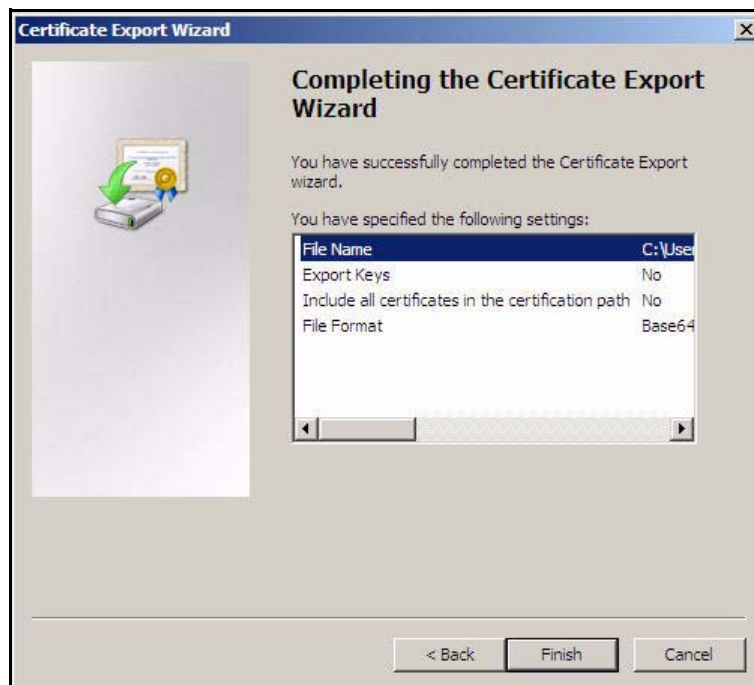 Certificate Export Wizard
Completing the Certificate Export
Wizard
You have successfully completed the Certificate Export
wizard.
You have specified the following settings:
File Name C:\User
Export Keys No
Include all certificates in the certification path No
File Format Base64
< Back Finish Cancel